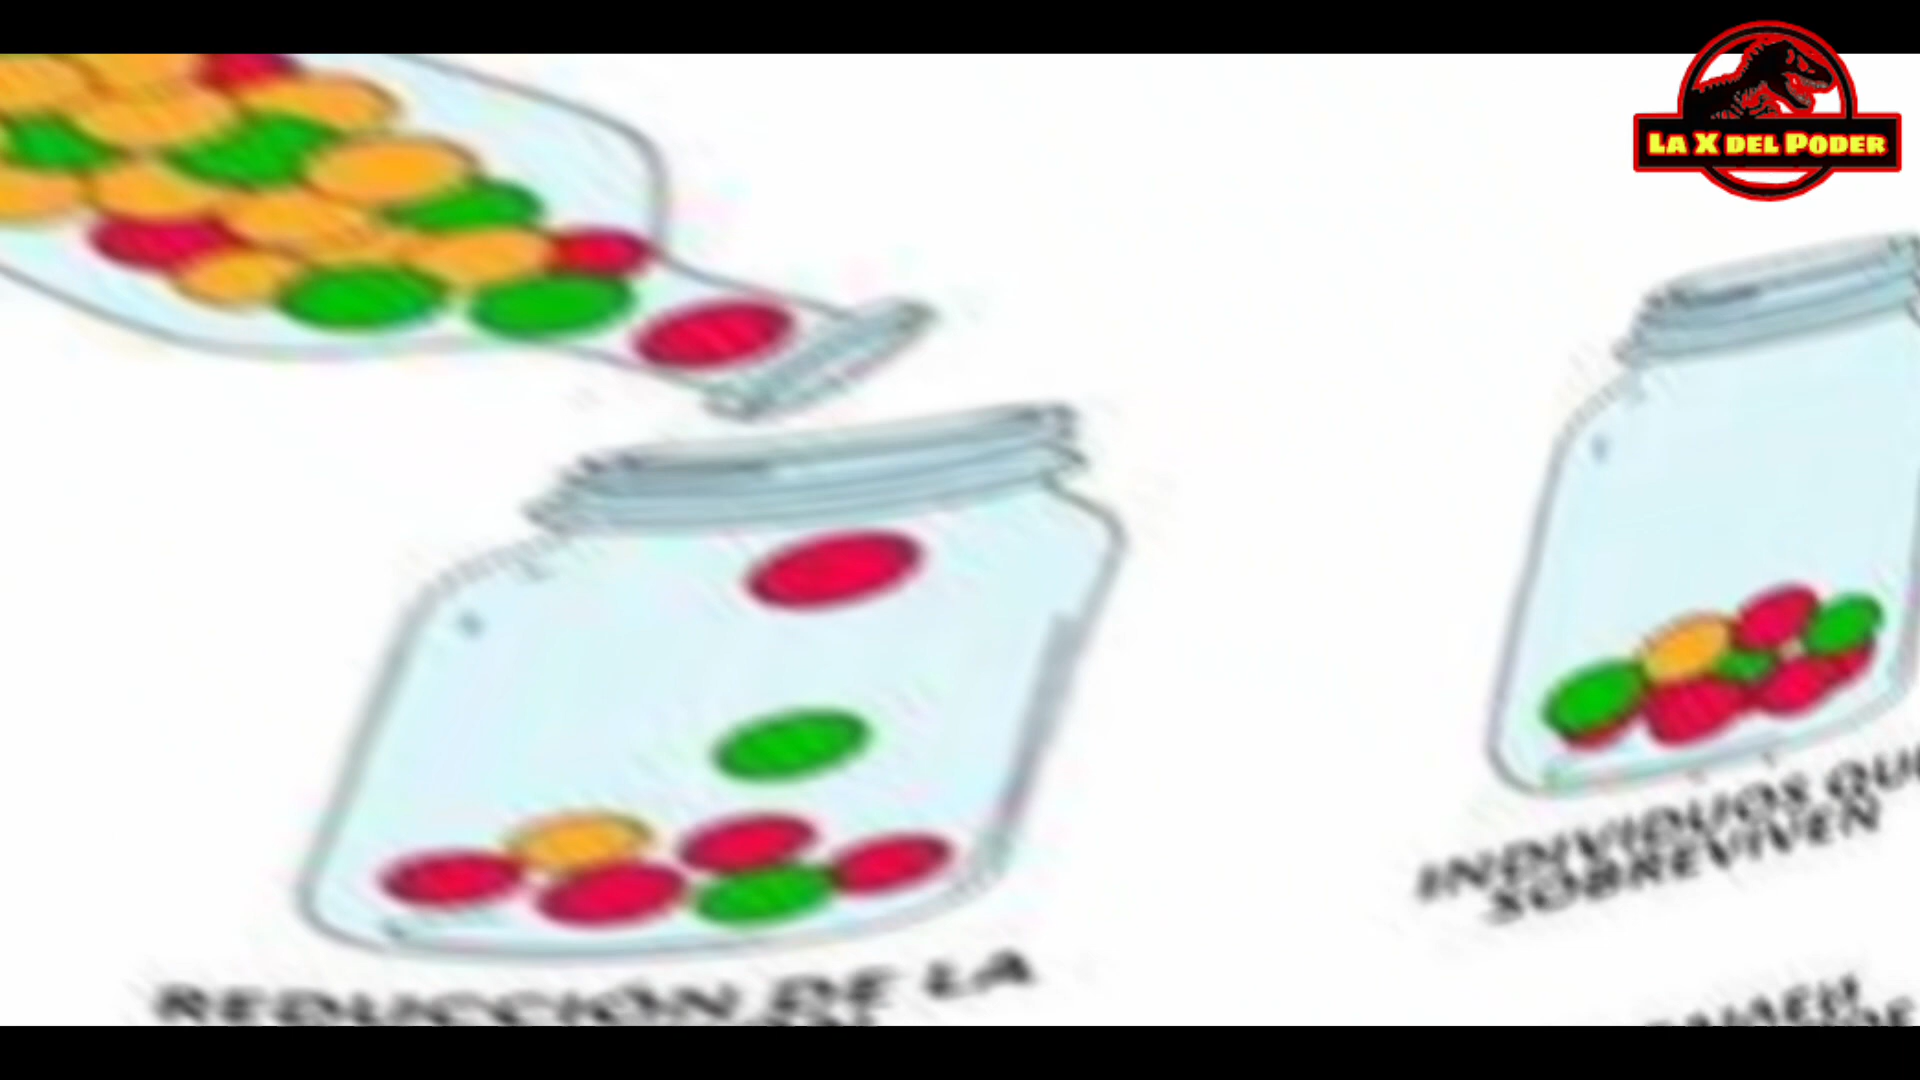 LA X DEL PODER
INDIVIDUOS QUE
SOBREVIVEN
REDUCCIÓN DE LA